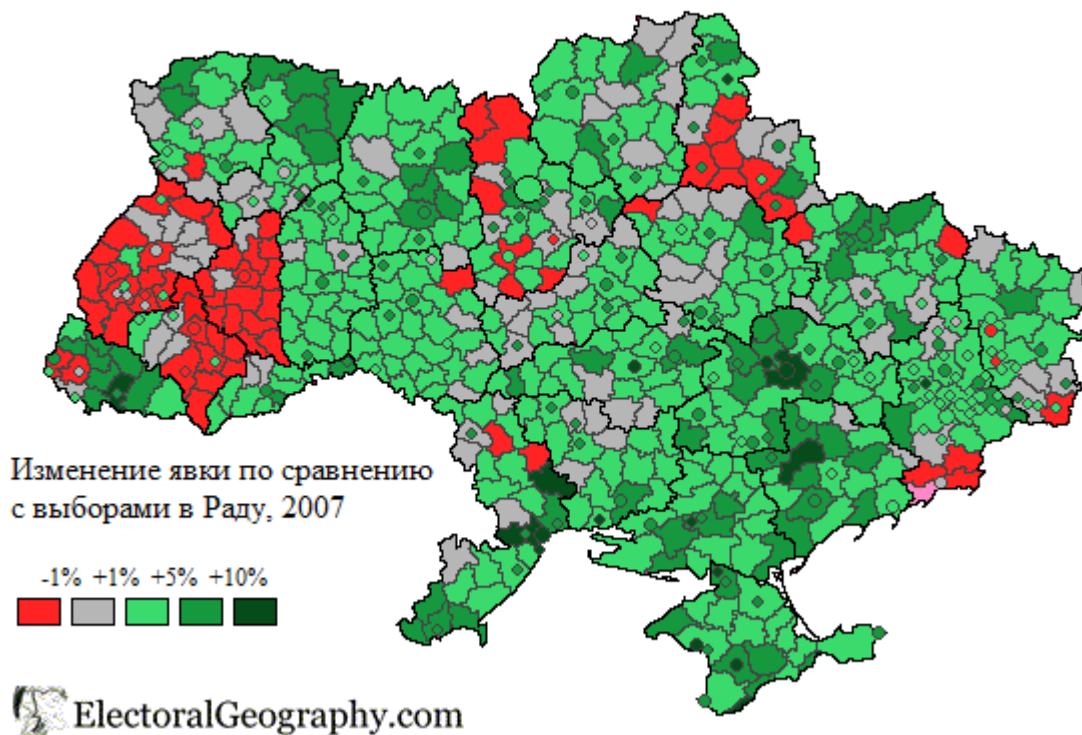 Изменение явки по сравнению
с выборами в Раду, 2007
-1% +1% +5% +10%
ElectoralGeography.com